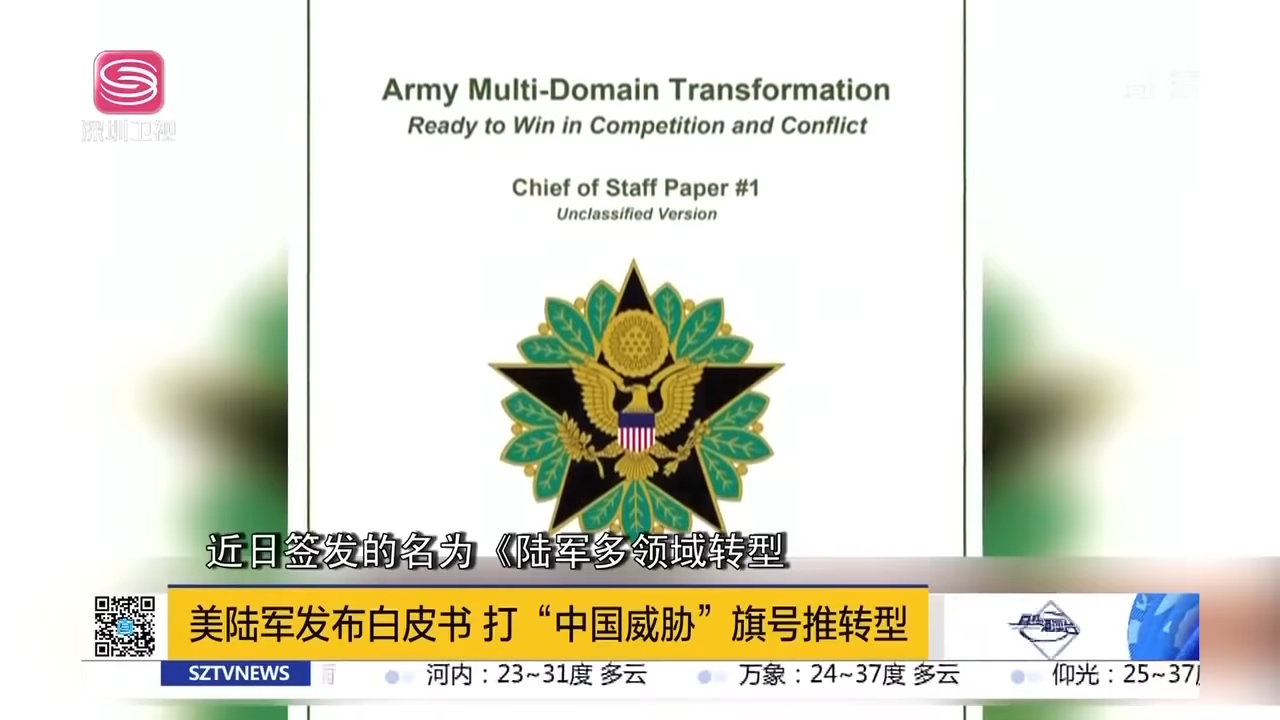 深圳卫视
Army Multi-Domain Transformation
Ready to Win in Competition and Conflict
Chief of Staff Paper #1
Unclassified Version
近日签发的名为《陆军多领域转型
美陆军发布白皮书 打“中国威胁”旗号推转型
SZTVNEWS
河内：23~31度 多云
万象：24~37度 多云
仰光：25~37